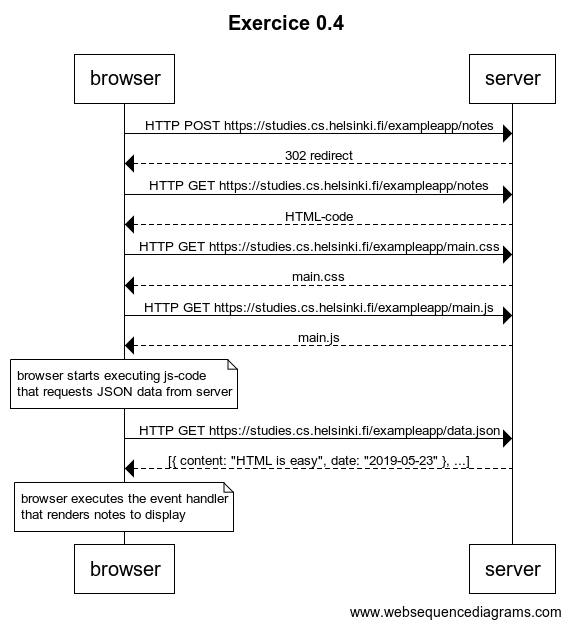 Exercice 0.4
browser
server
HTTP POST https://studies.cs.helsinki.fi/exampleapp/notes
302 redirect
HTTP GET https://studies.cs.helsinki.fi/exampleapp/notes
HTML-code
HTTP GET https://studies.cs.helsinki.fi/exampleapp/main.css
main.css
HTTP GET https://studies.cs.helsinki.fi/exampleapp/main.js
main.js
browser starts executing js-code
that requests JSON data from server
HTTP GET https://studies.cs.helsinki.fi/exampleapp/data.json
[{ content: "HTML is easy", date: "2019-05-23" }, ...]
browser executes the event handler
that renders notes to display
browser
server
www.websequencediagrams.com